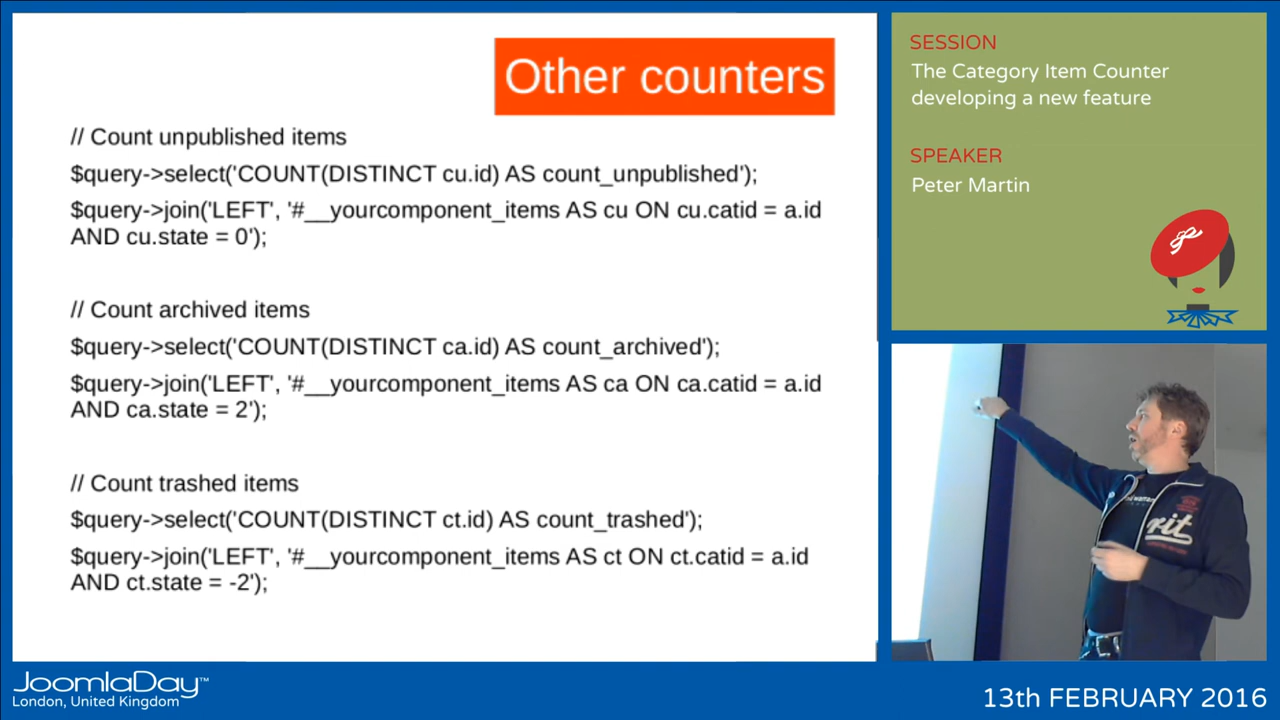 Other counters
// Count unpublished items
$query->select('COUNT(DISTINCT cu.id) AS count_unpublished');
$query->join('LEFT', '#__yourcomponent_items AS cu ON cu.catid = a.id
AND cu.state = 0');
// Count archived items
$query->select('COUNT(DISTINCT ca.id) AS count_archived');
$query->join('LEFT', '#__yourcomponent_items AS ca ON ca.catid = a.id
AND ca.state = 2');
// Count trashed items
$query->select('COUNT(DISTINCT ct.id) AS count_trashed');
$query->join('LEFT', '#__yourcomponent_items AS ct ON ct.catid = a.id
AND ct.state = -2');
SESSION
The Category Item Counter
developing a new feature
SPEAKER
Peter Martin
JoomlaDay™
London, United Kingdom
13th FEBRUARY 2016